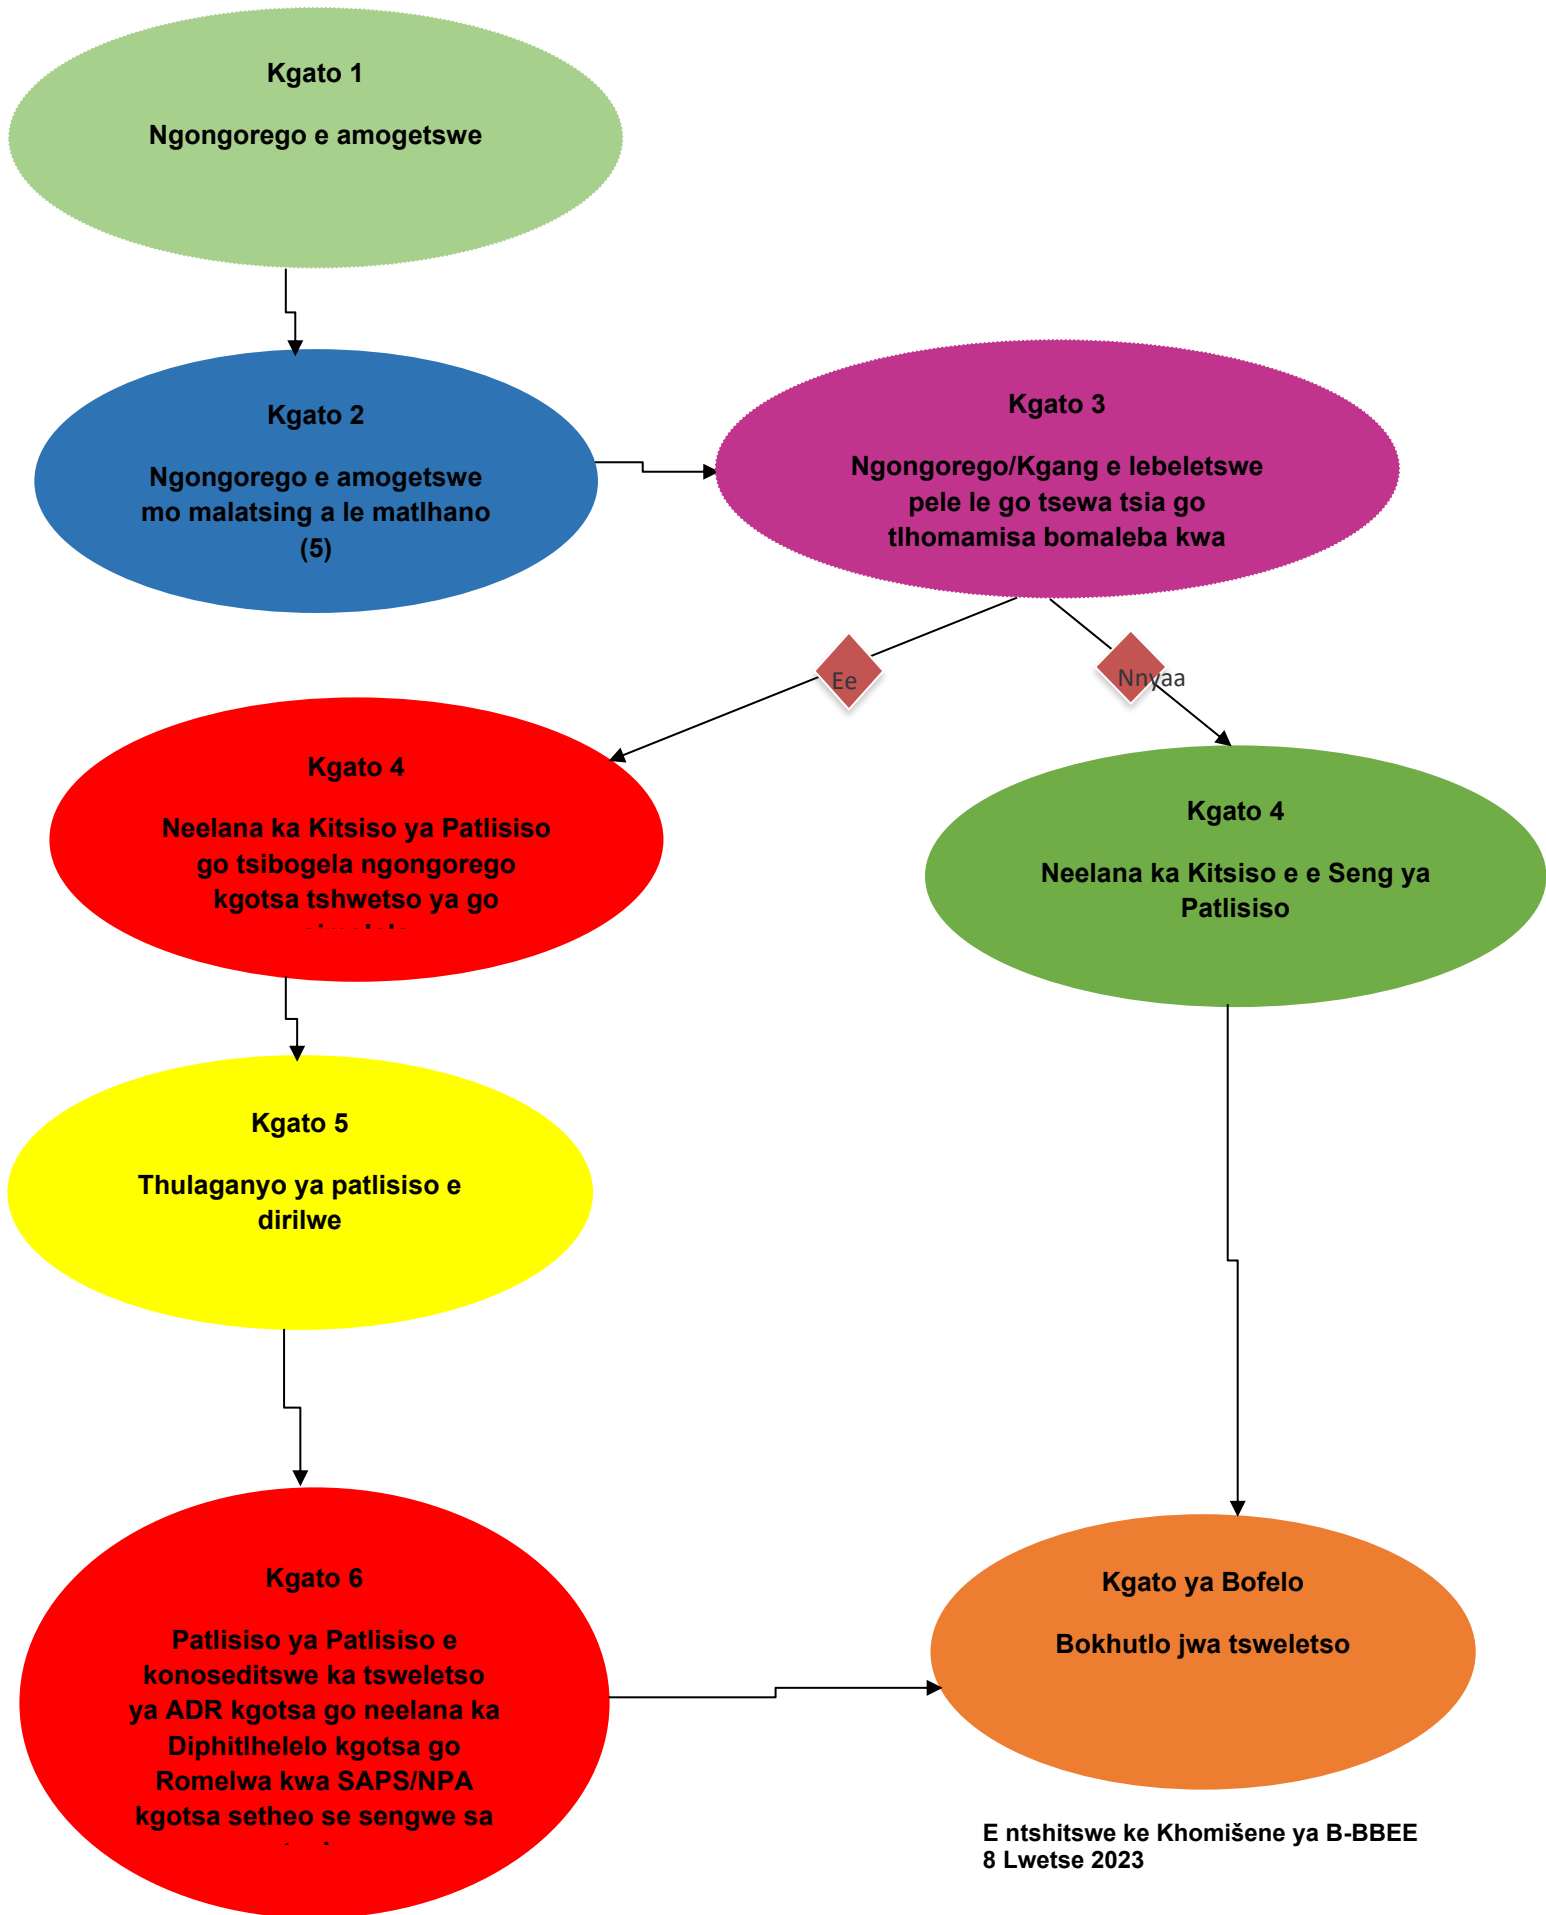 Kgato 1
Ngongorego e amogetswe
Kgato 2
Ngongorego e amogetswe
mo malatsing a le matlhano
(5)
Kgato 3
Ngongorego/Kgang e lebeletswe
pele le go tsewa tsia go
tlhomamisa bomaleba kwa
Ee
Nnyaa
Kgato 4
Neelana ka Kitsiso ya Patlisiso
go tsibogela ngongorego
kgotsa tshwetso ya go
Kgato 4
Neelana ka Kitsiso e e Seng ya
Patlisiso
Kgato 5
Thulaganyo ya patlisiso e
dirilwe
Kgato 6
Patlisiso ya Patlisiso e
konoseditswe ka tsweletso
ya ADR kgotsa go neelana ka
Diphitlhelelo kgotsa go
Romelwa kwa SAPS/NPA
kgotsa setheo se sengwe sa
Kgato ya Bofelo
Bokhutlo jwa tsweletso
E ntshitswe ke Khomišene ya B-BBEE
8 Lwetse 2023